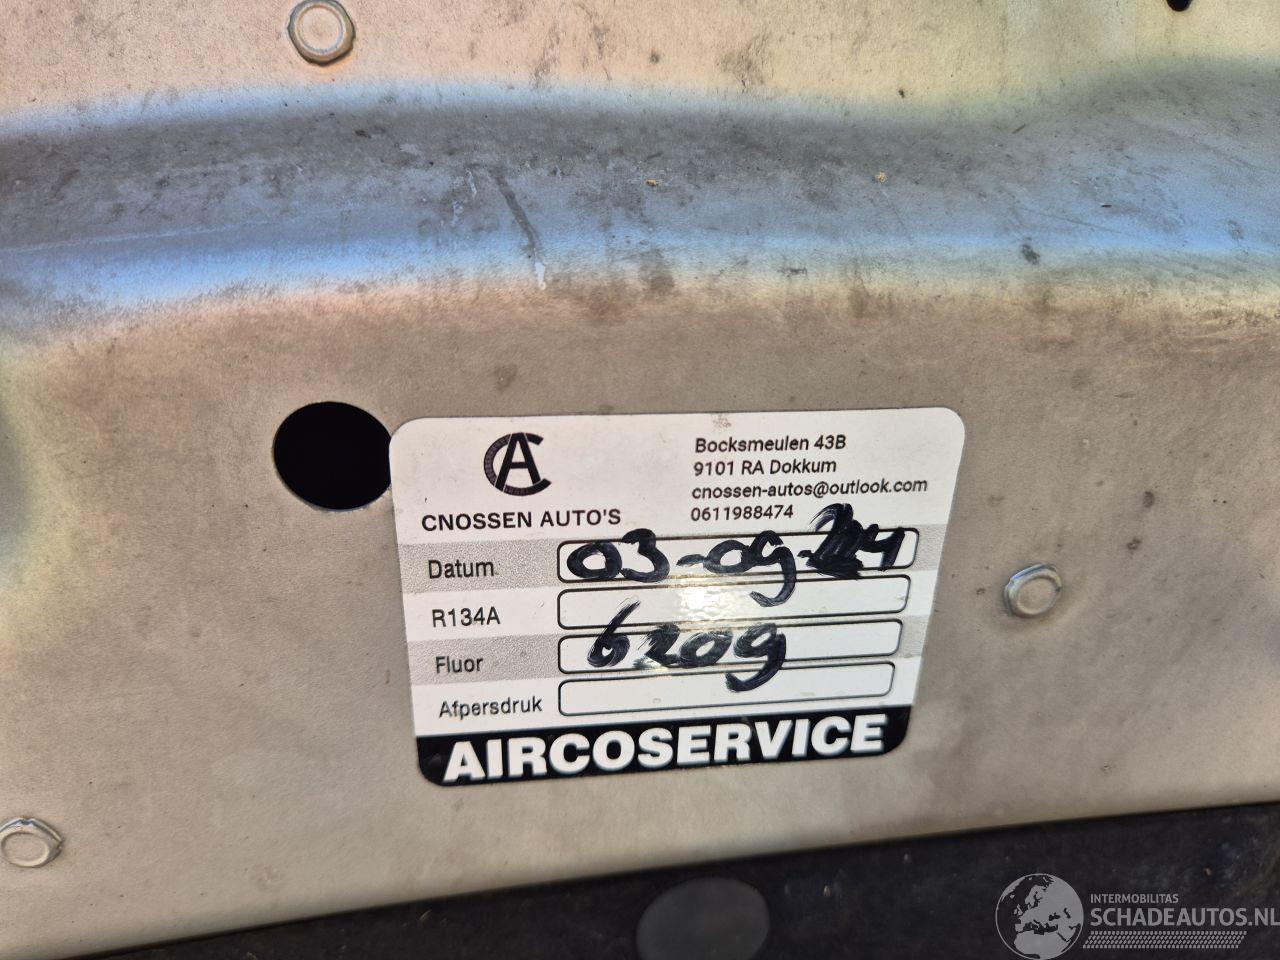 CA
CNOSSEN AUTO'S
Bocksmeulen 43B
9101 RA Dokkum
cnossen-autos@outlook.com
0611988474
Datum 03-09-24
R134A
Fluor 620g
Afpersdruk
AIRCOSERVICE
INTERMOBILITAS
SCHADEAUTOS.NL